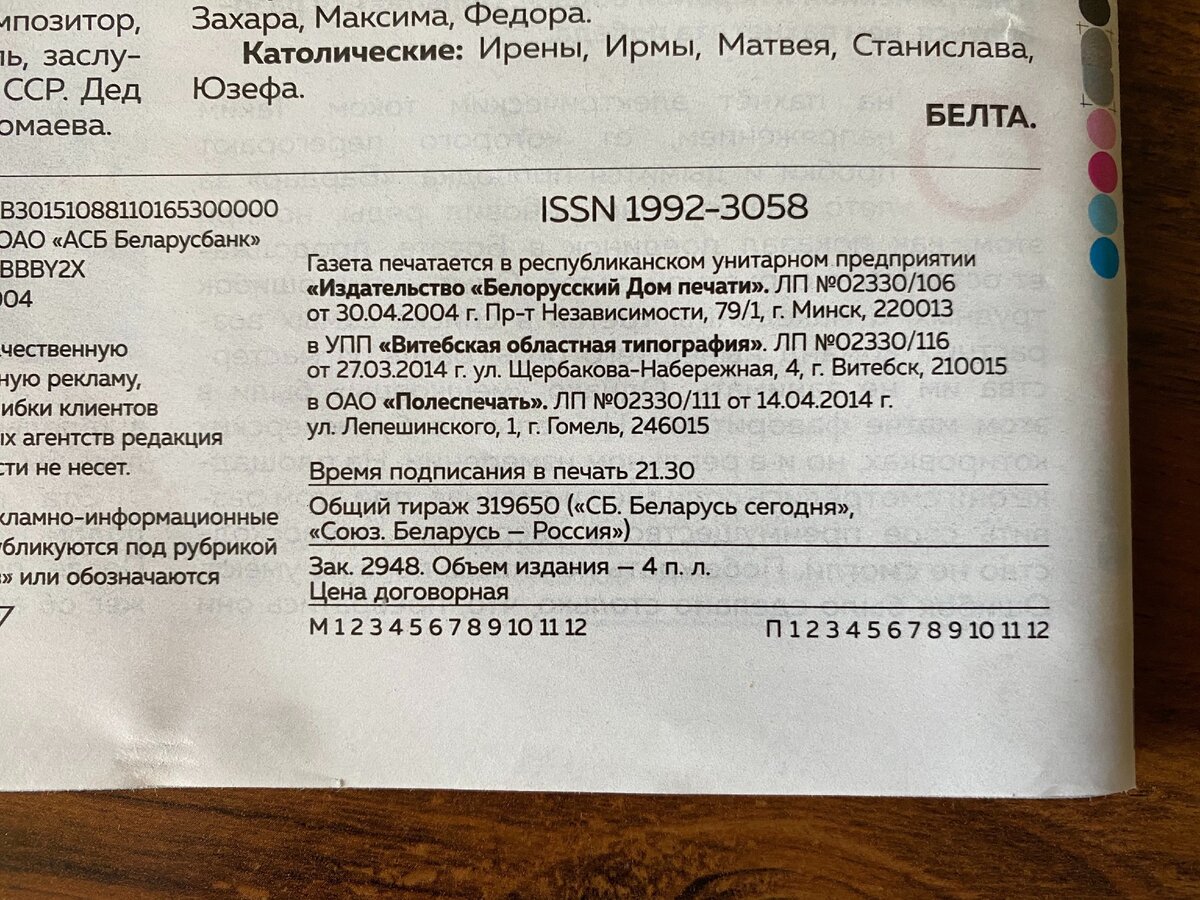 мпозитор,
ль, заслу-
ССР. Дед
омаева.
Захара, Максима, Федора.
Католические: Ирены, Ирмы, Матвея, Станислава,
Юзефа.
БЕЛТА.
B30151088110165300000
ОАО «АСБ Беларусбанк»
BBBY2X
004
ачественную
ную рекламу,
ибки клиентов
ых агентств редакция
сти не несет.
кламно-информационные
убликуются под рубрикой
з» или обозначаются
7
ISSN 1992-3058
Газета печатается в республиканском унитарном предприятии
«Издательство «Белорусский Дом печати». ЛП №02330/106
от 30.04.2004 г. Пр-т Независимости, 79/1, г. Минск, 220013
в УПП «Витебская областная типография». ЛП №02330/116
от 27.03.2014 г. ул. Щербакова-Набережная, 4, г. Витебск, 210015
в ОАО «Полеспечать». ЛП №02330/111 от 14.04.2014 г.
ул. Лепешинского, 1, г. Гомель, 246015
Время подписания в печать 21.30
Общий тираж 319650 («СБ. Беларусь сегодня»,
«Союз. Беларусь – Россия»)
Зак. 2948. Объем издания – 4 п. л.
Цена договорная
М 1 2 3 4 5 6 7 8 9 10 11 12
П 1 2 3 4 5 6 7 8 9 10 11 12